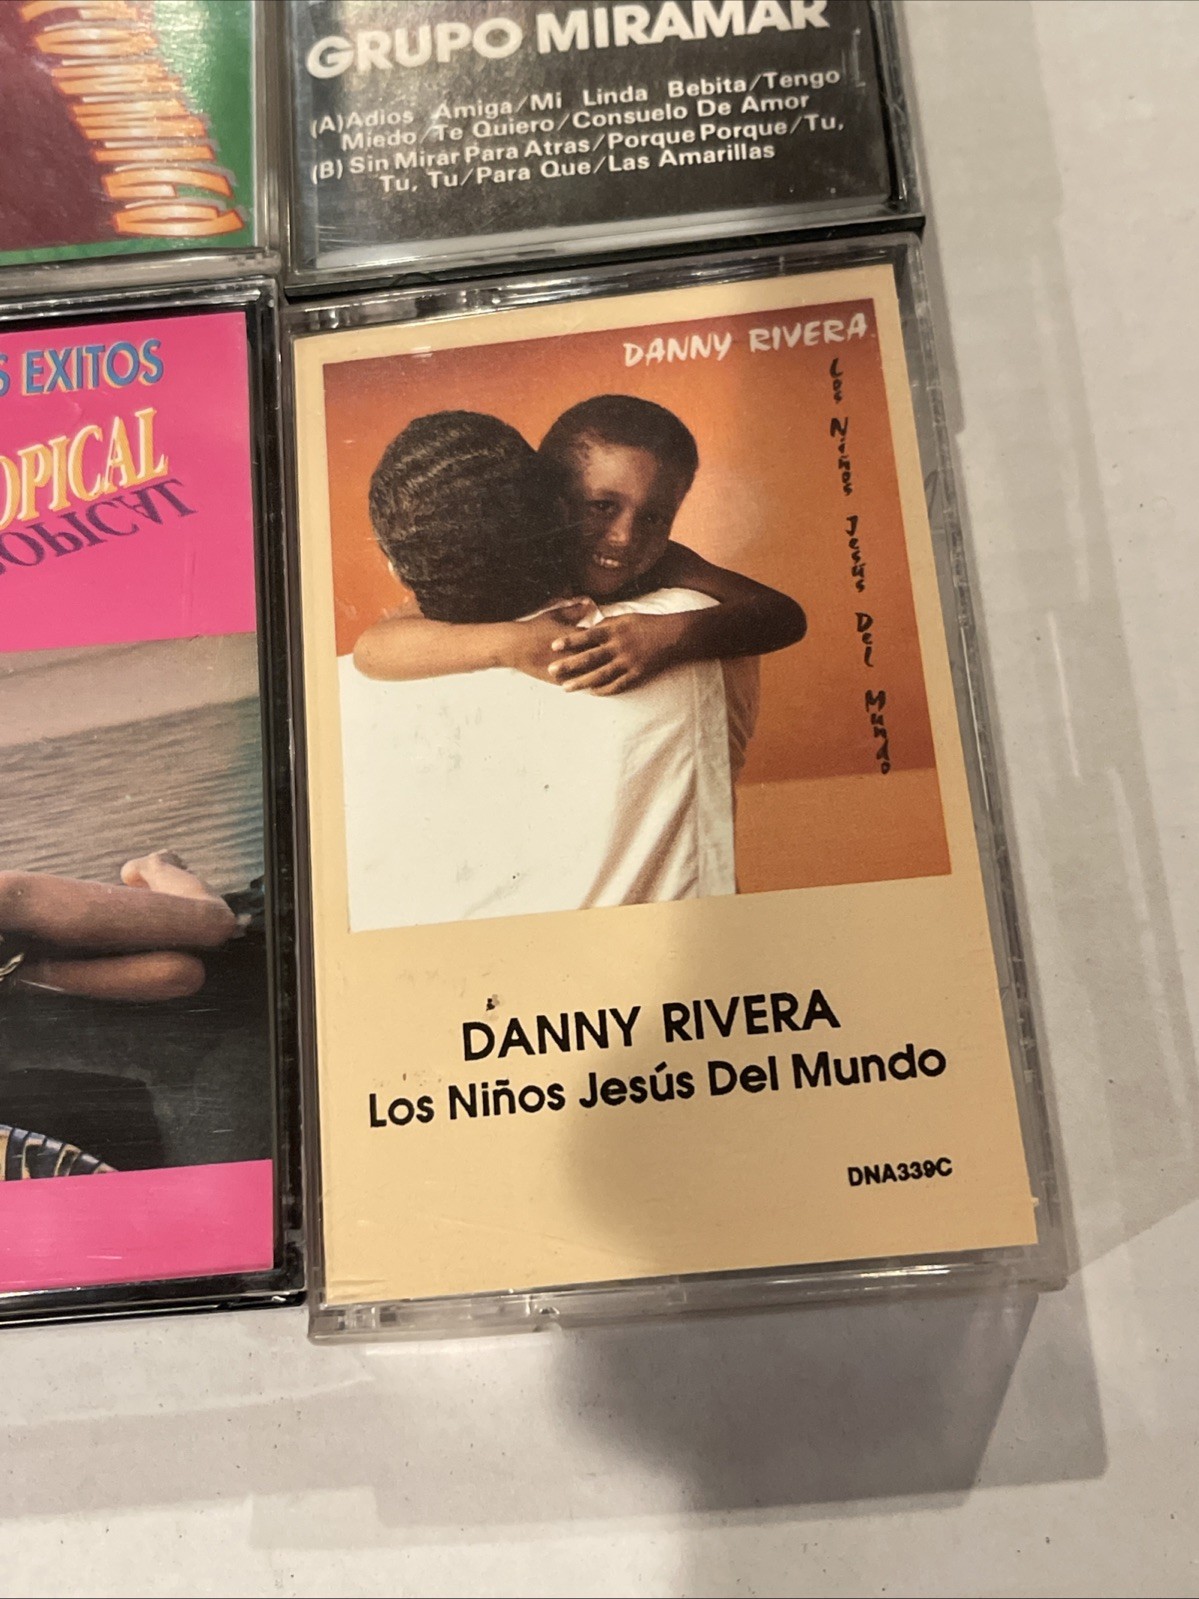 GRUPO MIRAMAR
(A)Adios Amiga/Mi Linda Bebita/Tengo
Miedo/Te Quiero/Consuelo De Amor
(B) Sin Mirar Para Atras/Porque Porque/Tu,
Tu, Tu/Para Que/Las Amarillas
S EXITOS
OPICAL
OPICAL
DANNY RIVERA
Los Niños Jesús Del Mundo
DANNY RIVERA
Los Niños Jesús Del Mundo
DNA339C